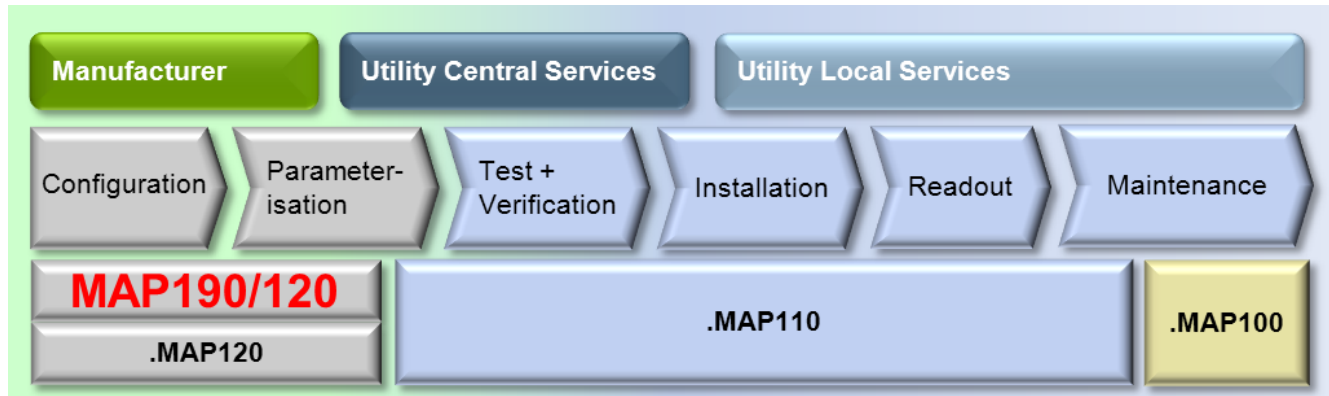 Manufacturer
Utility Central Services
Utility Local Services
Configuration
Parameter-
isation
Test +
Verification
Installation
Readout
Maintenance
MAP190/120
.MAP120
.MAP110
.MAP100